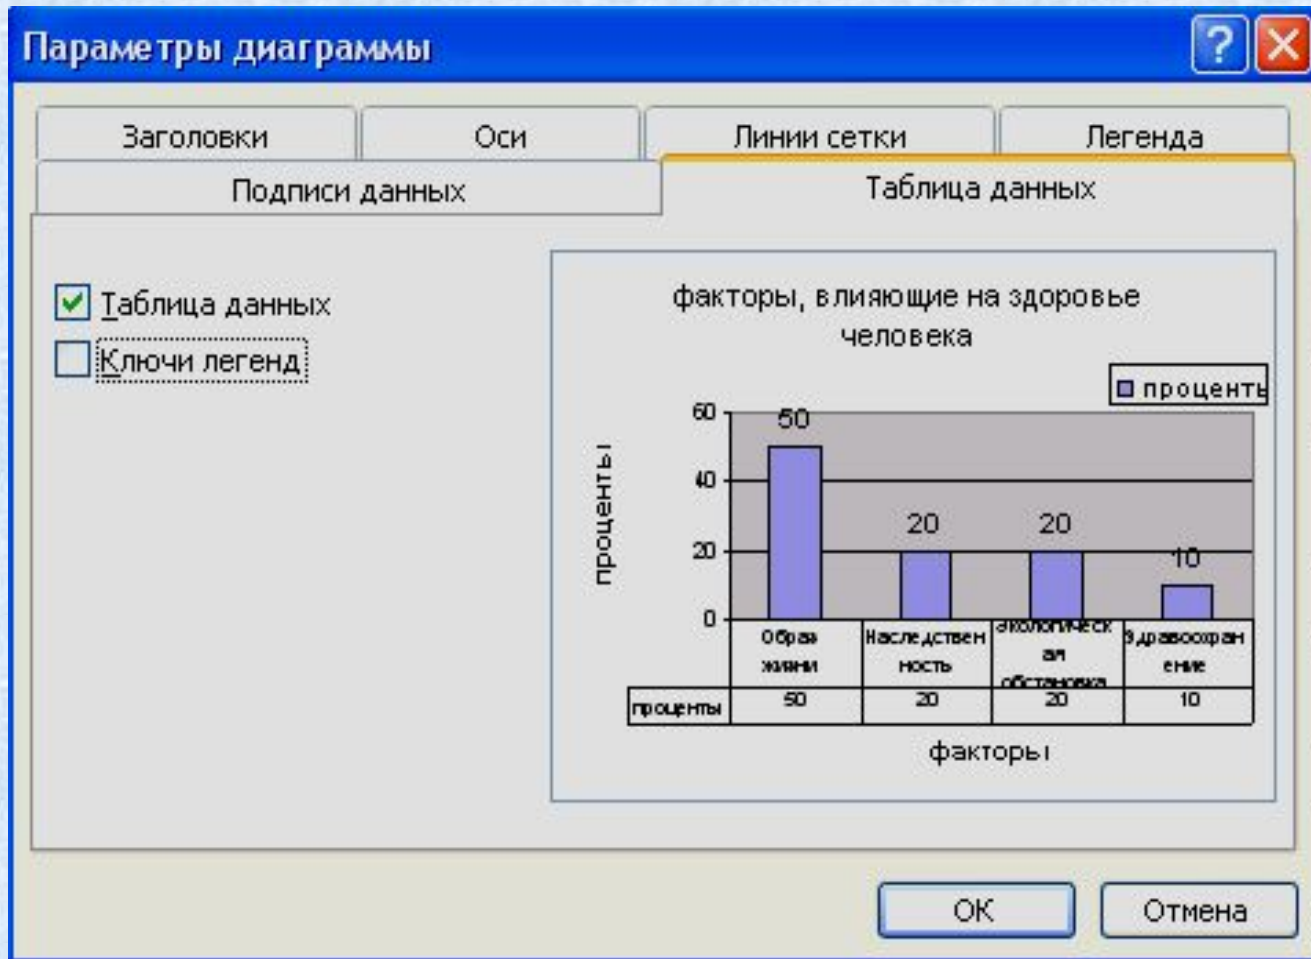 Параметры диаграммы
Заголовки
Оси
Линии сетки
Легенда
Подписи данных
Таблица данных
Таблица данных
Ключи легенд
факторы, влияющие на здоровье
человека
проценты
60
40
20
0
проценты
50
20
20
10
Образ
жизни
Наследствен
ность
Экологическ
ая
обстановка
Здравоохран
ение
проценты
50
20
20
10
факторы
ОК
Отмена